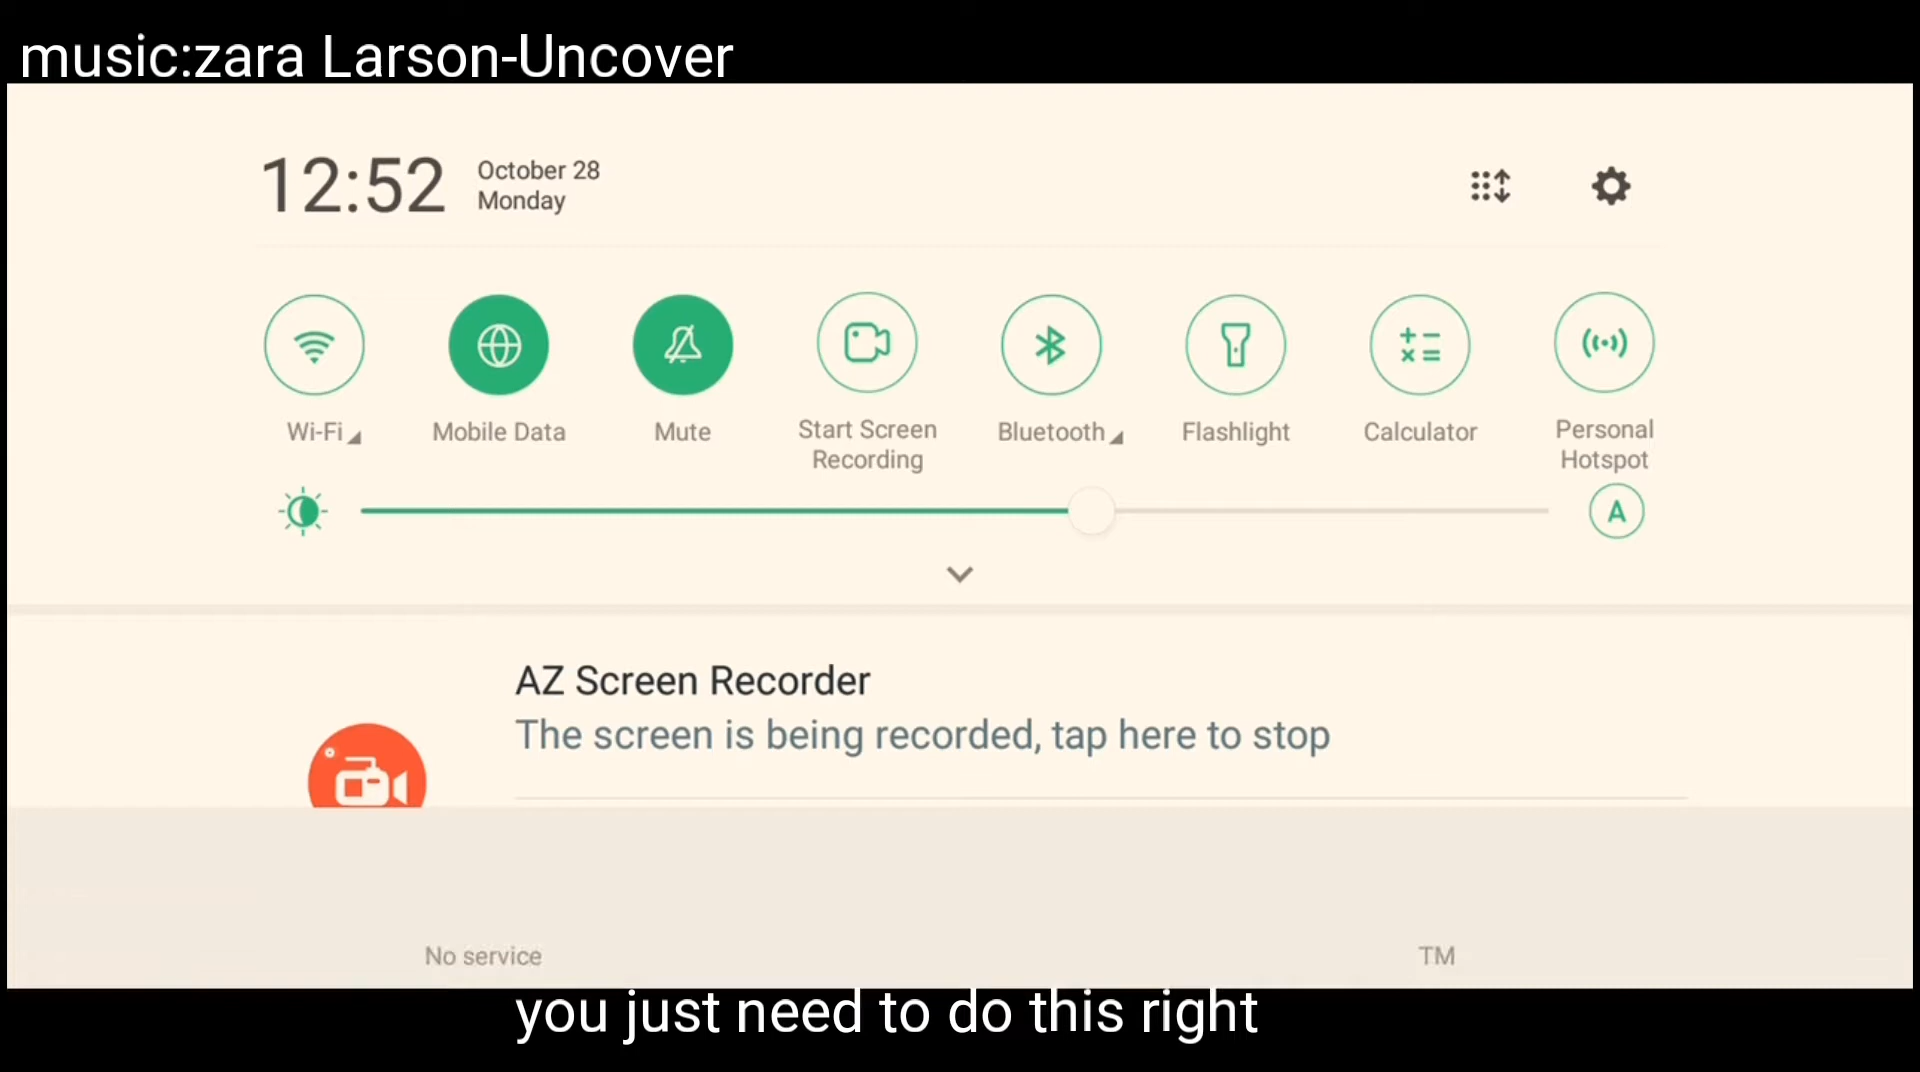 music:zara Larson-Uncover
12:52
October 28
Monday
Wi-Fi
Mobile Data
Mute
Start Screen
Recording
Bluetooth
Flashlight
Calculator
Personal
Hotspot
A
AZ Screen Recorder
The screen is being recorded, tap here to stop
No service
TM
you just need to do this right